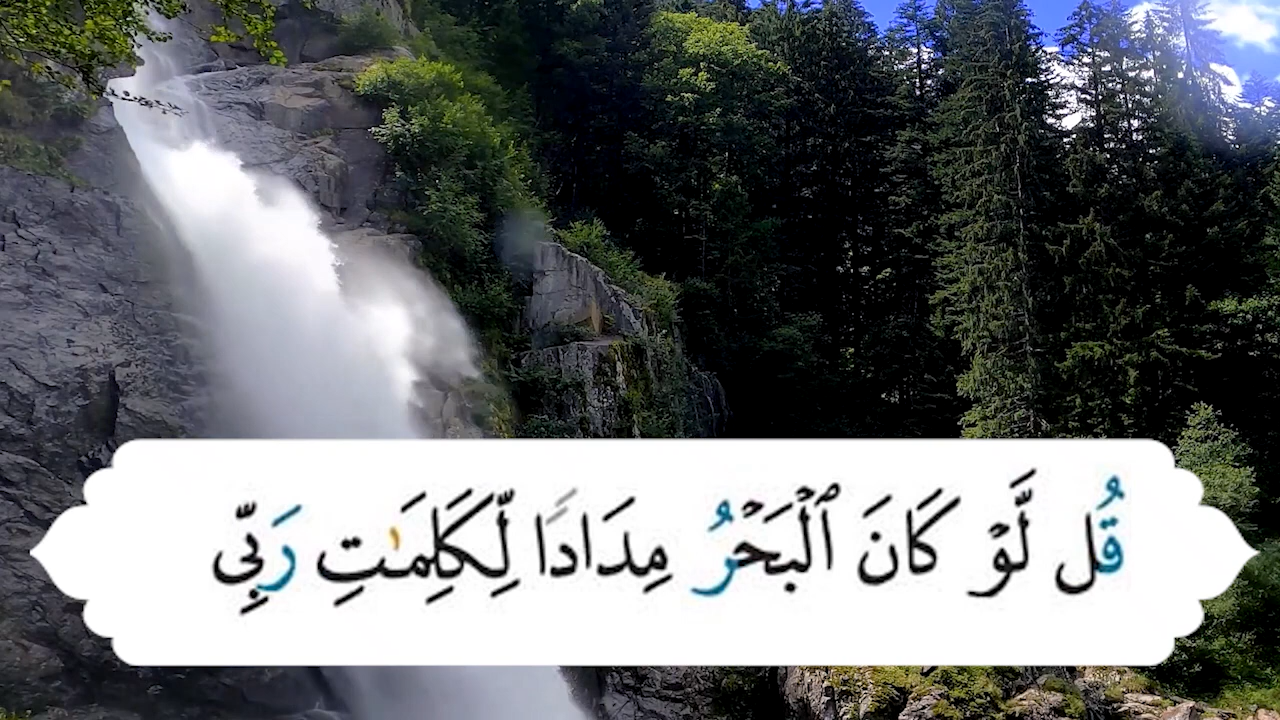 قُل لَّوۡ كَانَ ٱلۡبَحۡرُ مِدَادًا لِّكَلِمَٰتِ رَبِّي